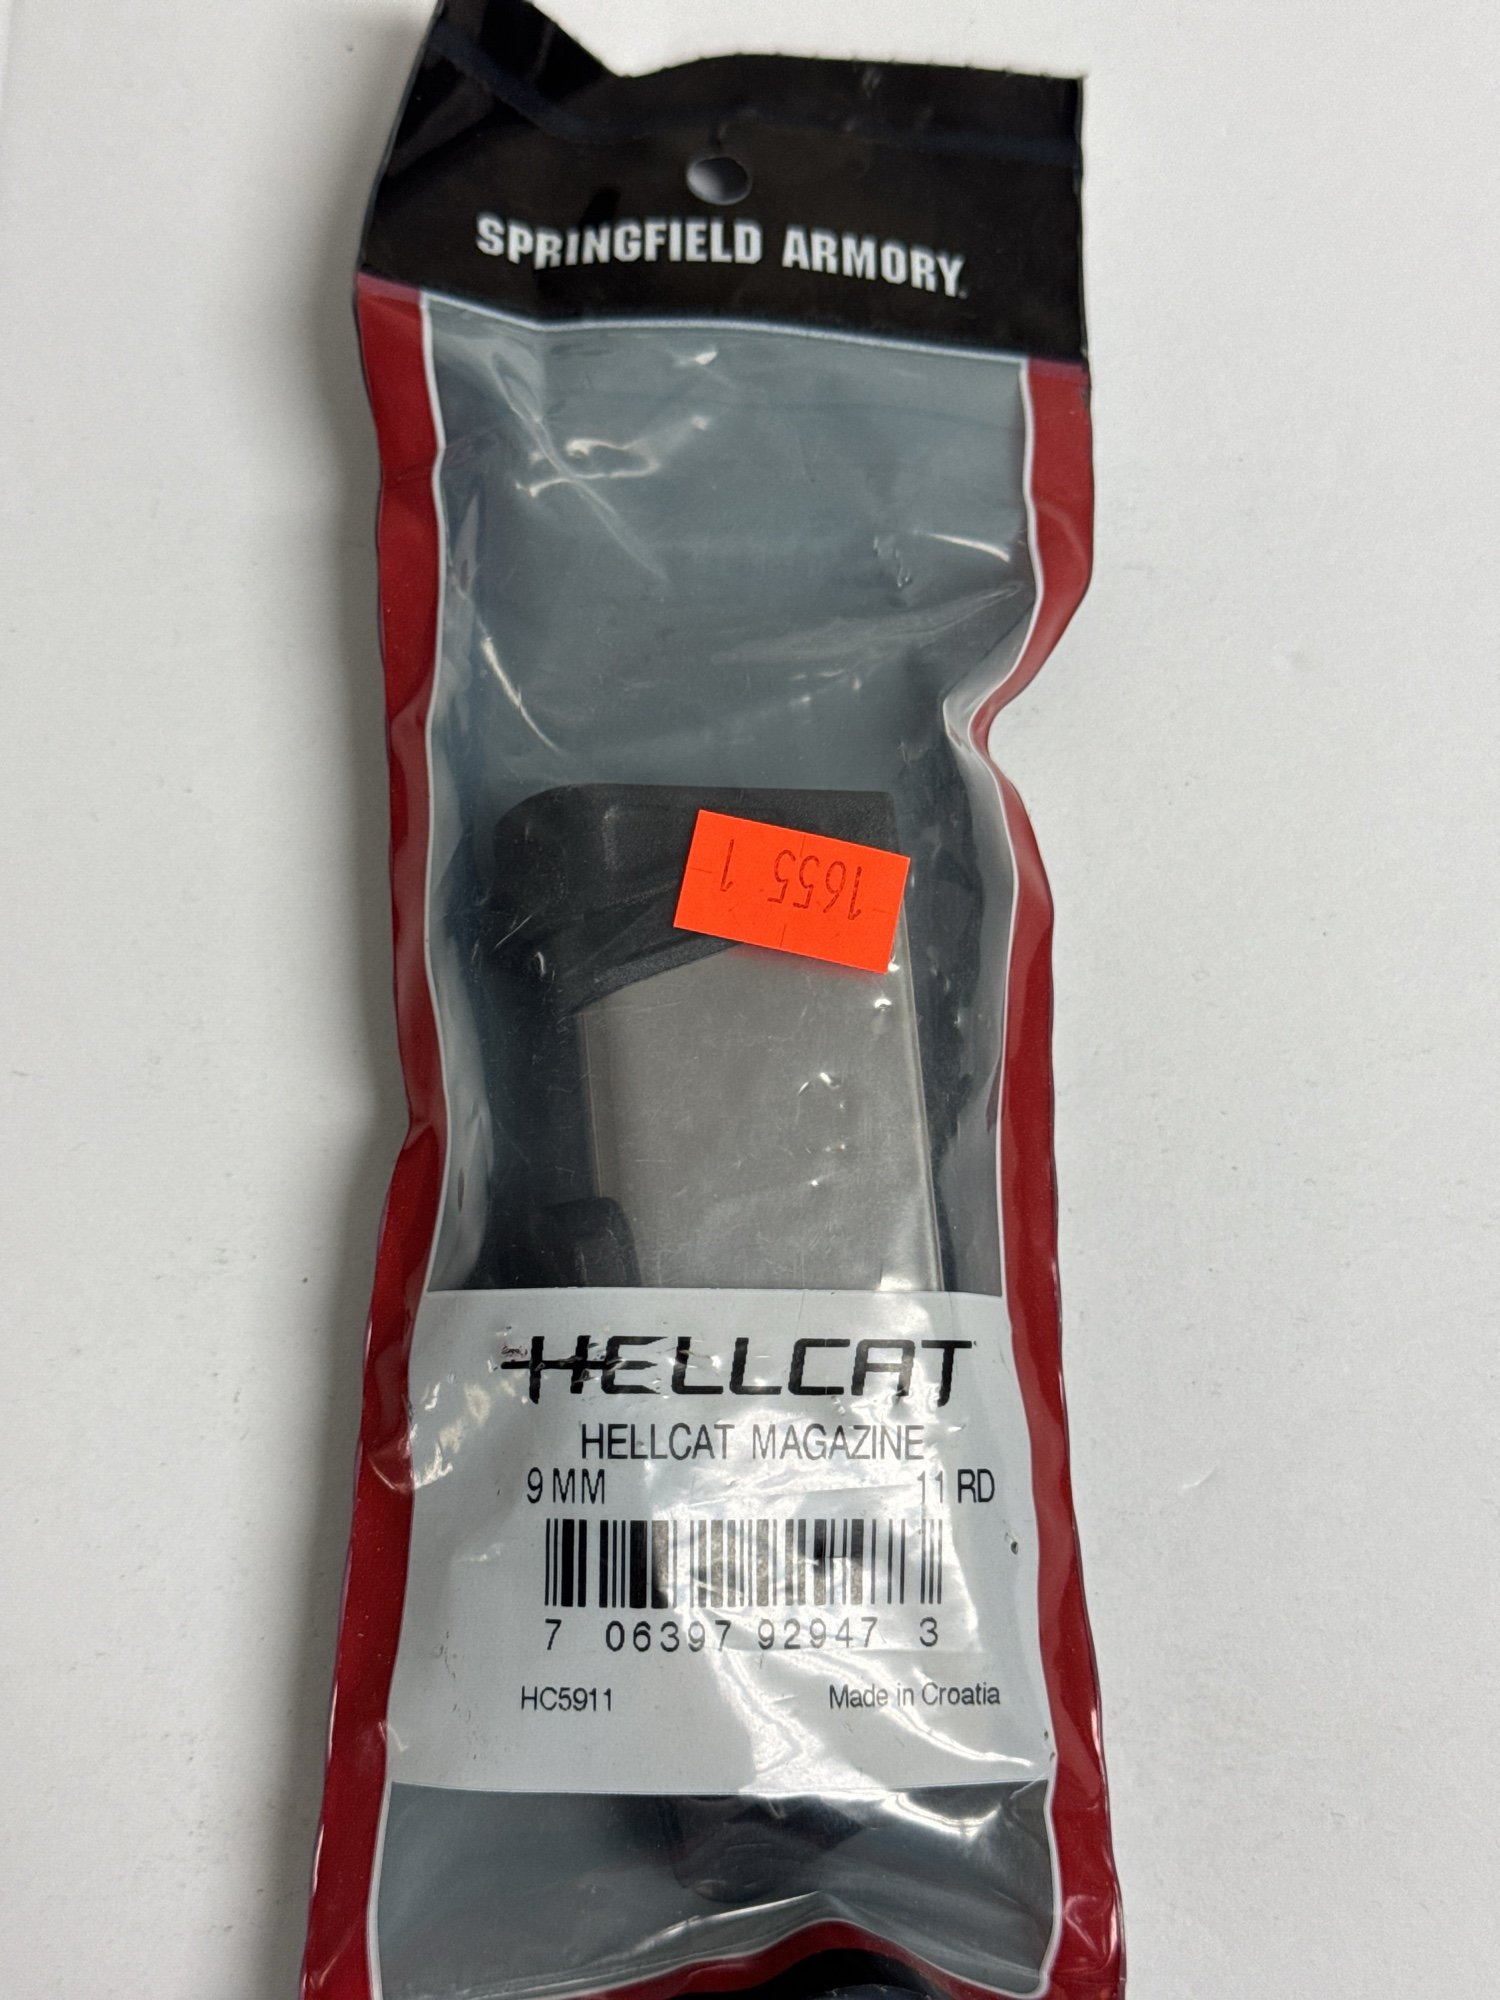 SPRINGFIELD ARMORY.
1655 1
HELLCAT
HELLCAT MAGAZINE
9 MM 11 RD
7 06397 92947 3
HC5911 Made in Croatia